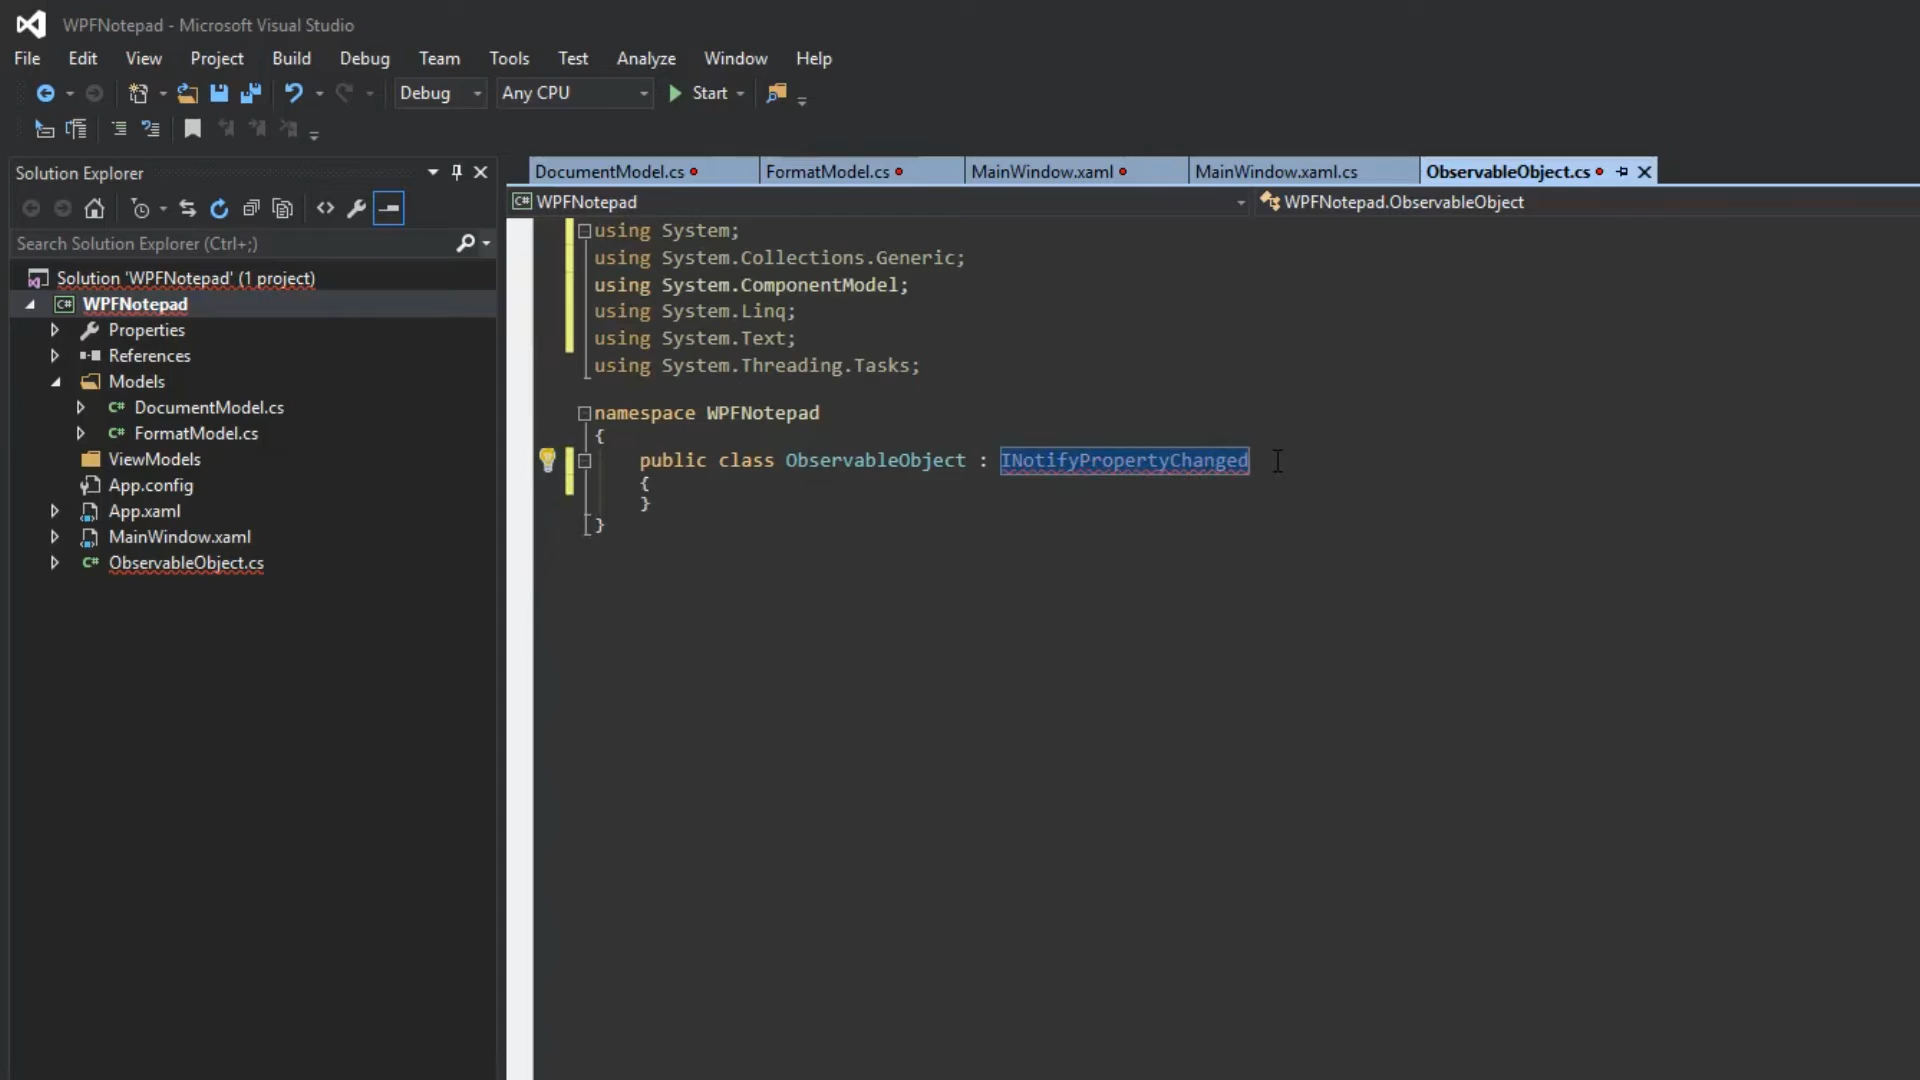 WPFNotepad - Microsoft Visual Studio
File Edit View Project Build Debug Team Tools Test Analyze Window Help
Debug Any CPU Start
Solution Explorer
Search Solution Explorer (Ctrl+;)
Solution 'WPFNotepad' (1 project)
C# WPFNotepad
Properties
References
Models
C# DocumentModel.cs
C# FormatModel.cs
ViewModels
App.config
App.xaml
MainWindow.xaml
C# ObservableObject.cs
DocumentModel.cs FormatModel.cs MainWindow.xaml MainWindow.xaml.cs ObservableObject.cs
C# WPFNotepad WPFNotepad.ObservableObject
using System;
using System.Collections.Generic;
using System.ComponentModel;
using System.Linq;
using System.Text;
using System.Threading.Tasks;
namespace WPFNotepad
{
public class ObservableObject : INotifyPropertyChanged
{
}
}